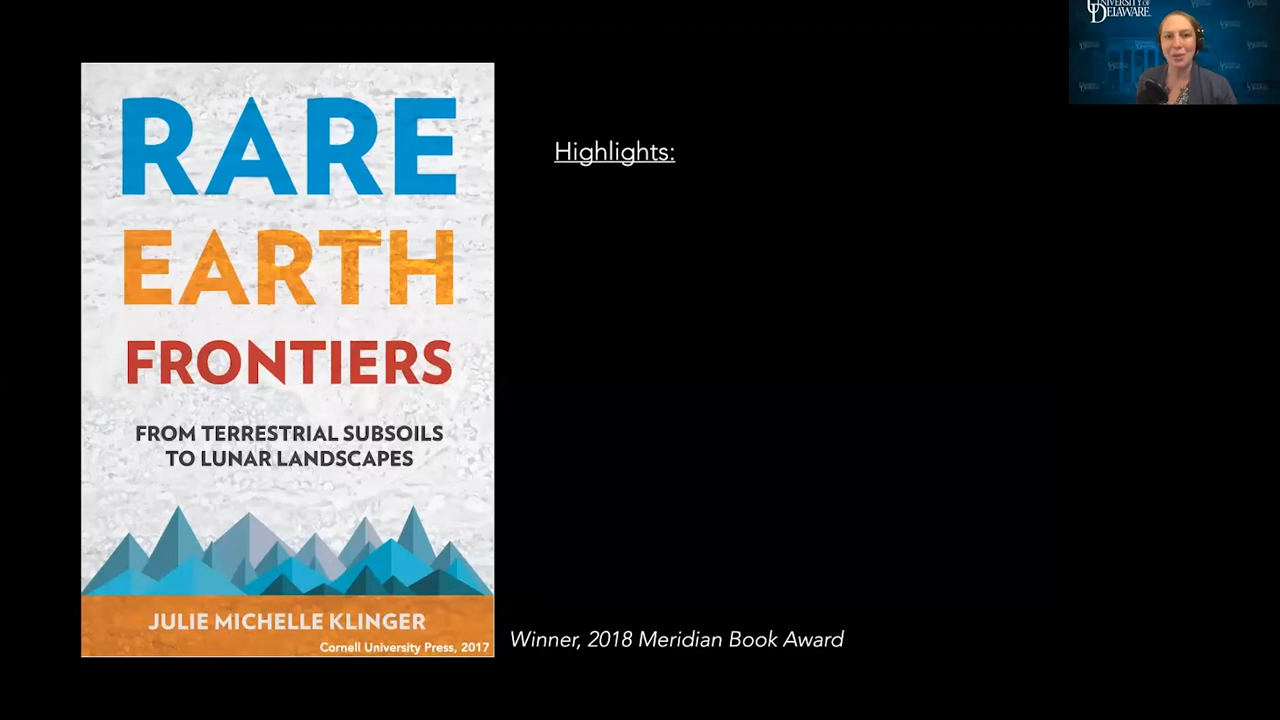 UNIVERSITY OF
DELAWARE
RARE
EARTH
FRONTIERS
FROM TERRESTRIAL SUBSOILS
TO LUNAR LANDSCAPES
JULIE MICHELLE KLINGER
Cornell University Press, 2017
Highlights:
Winner, 2018 Meridian Book Award